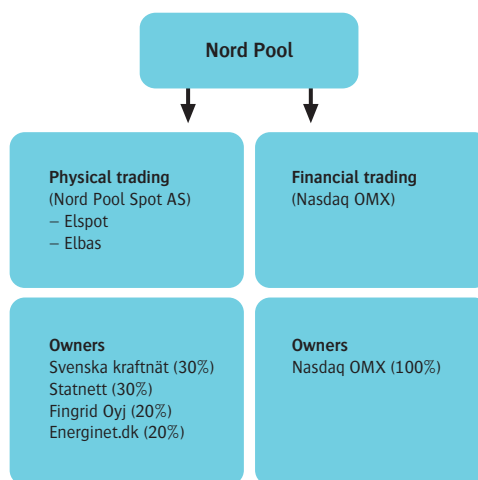 Nord Pool
Physical trading
(Nord Pool Spot AS)
– Elspot
– Elbas
Financial trading
(Nasdaq OMX)
Owners
Svenska kraftnät (30%)
Statnett (30%)
Fingrid Oyj (20%)
Energinet.dk (20%)
Owners
Nasdaq OMX (100%)